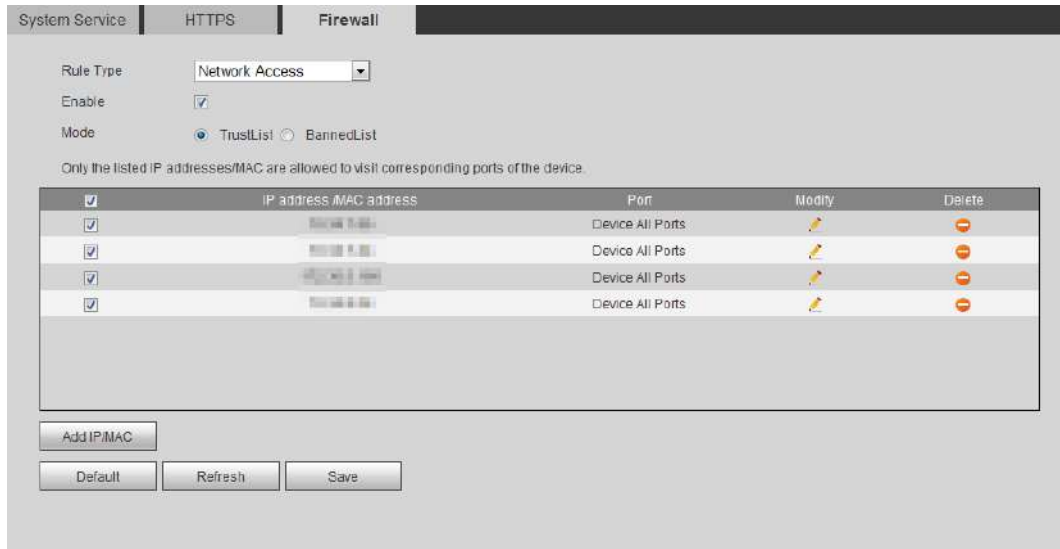 System Service HTTPS Firewall
Rule Type Network Access
Enable
Mode TrustList BannedList
Only the listed IP addresses/MAC are allowed to visit corresponding ports of the device.
IP address /MAC address Port Modify Delete
Device All Ports
Device All Ports
Device All Ports
Device All Ports
Add IP/MAC
Default Refresh Save